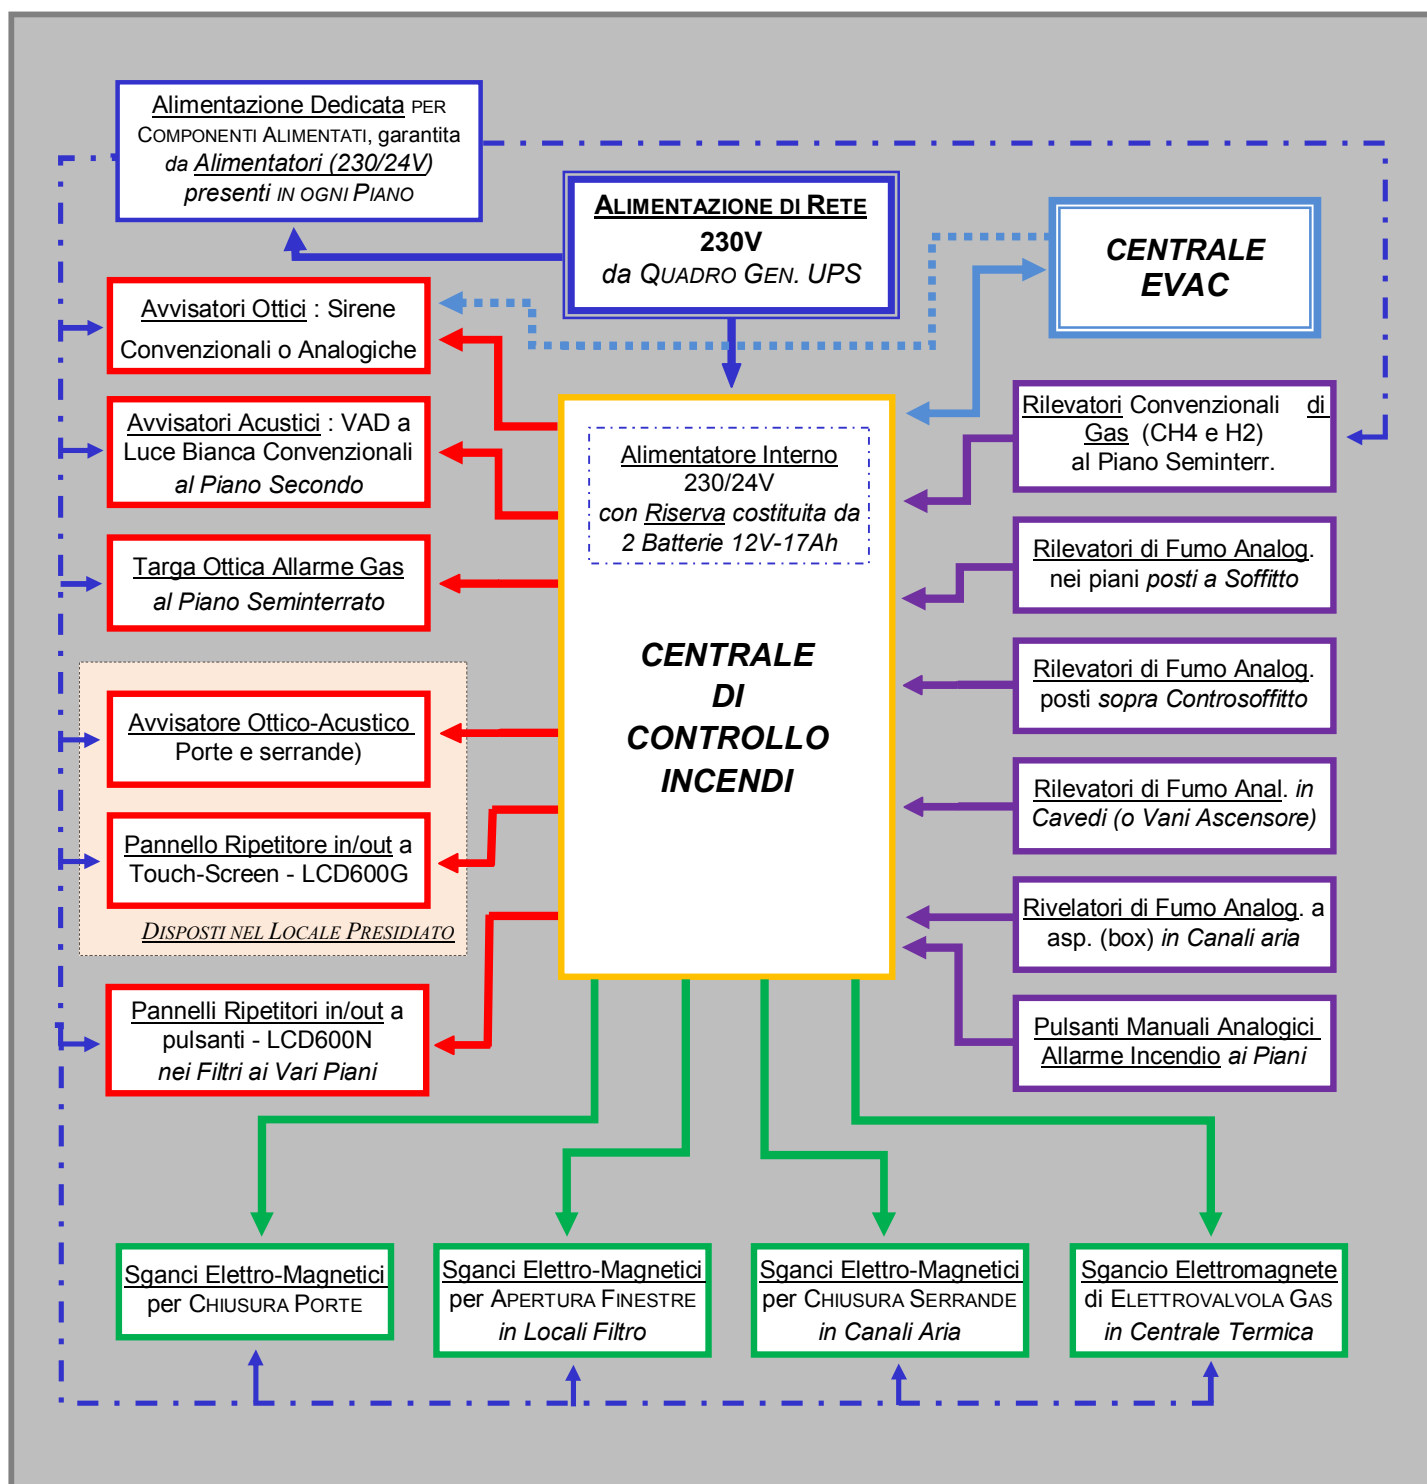 Alimentazione Dedicata PER
COMPONENTI ALIMENTATI, garantita
da Alimentatori (230/24V)
presenti IN OGNI PIANO
ALIMENTAZIONE DI RETE
230V
da QUADRO GEN. UPS
CENTRALE
EVAC
Avvisatori Ottici : Sirene
Convenzionali o Analogiche
Avvisatori Acustici : VAD a
Luce Bianca Convenzionali
al Piano Secondo
Targa Ottica Allarme Gas
al Piano Seminterrato
Avvisatore Ottico-Acustico
Porte e serrande)
Pannello Ripetitore in/out a
Touch-Screen - LCD600G
DISPOSTI NEL LOCALE PRESIDIATO
Pannelli Ripetitori in/out a
pulsanti - LCD600N
nei Filtri ai Vari Piani
Alimentatore Interno
230/24V
con Riserva costituita da
2 Batterie 12V-17Ah
CENTRALE
DI
CONTROLLO
INCENDI
Rilevatori Convenzionali di
Gas (CH4 e H2)
al Piano Seminterr.
Rilevatori di Fumo Analog.
nei piani posti a Soffitto
Rilevatori di Fumo Analog.
posti sopra Controsoffitto
Rilevatori di Fumo Anal. in
Cavedi (o Vani Ascensore)
Rivelatori di Fumo Analog. a
asp. (box) in Canali aria
Pulsanti Manuali Analogici
Allarme Incendio ai Piani
Sganci Elettro-Magnetici
per CHIUSURA PORTE
Sganci Elettro-Magnetici
per APERTURA FINESTRE
in Locali Filtro
Sganci Elettro-Magnetici
per CHIUSURA SERRANDE
in Canali Aria
Sgancio Elettromagnete
di ELETTROVALVOLA GAS
in Centrale Termica